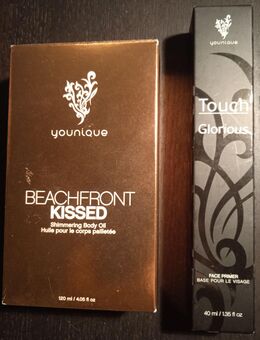 younique
BEACHFRONT
KISSED
Shimmering Body Oil
Huile pour le corps pailletée
120 ml / 4.05 fl oz
younique
Touch
Glorious
FACE PRIMER
BASE POUR LE VISAGE
40 ml / 1.35 fl oz